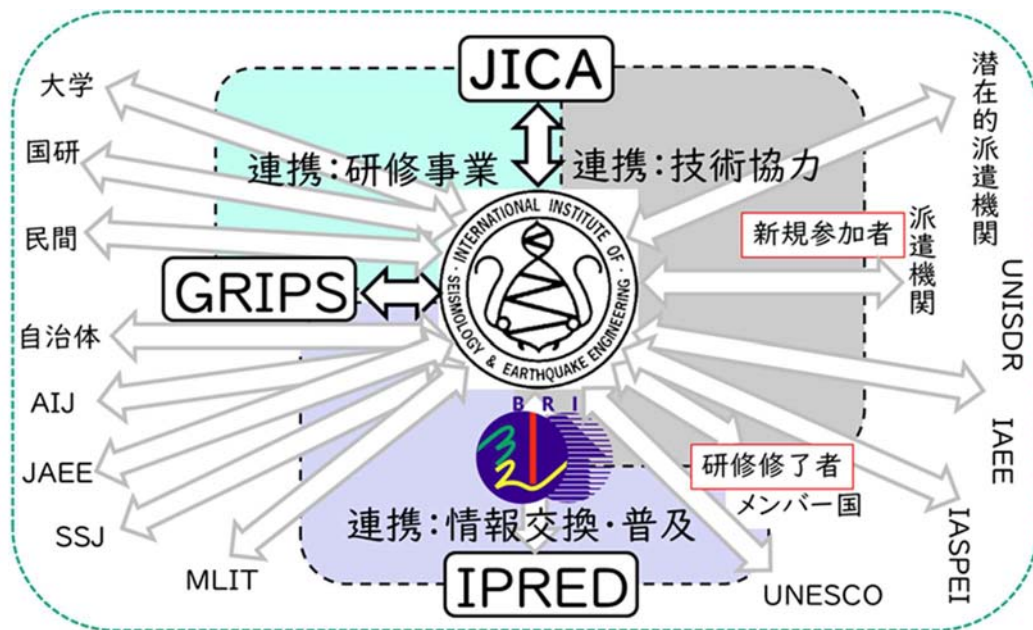 JICA
大学
国研
民間
連携：研修事業
連携：技術協力
潜在的派遣機関
新規参加者
派遣機関
GRIPS
INTERNATIONAL INSTITUTE OF
SEISMOLOGY & EARTHQUAKE ENGINEERING
自治体
AIJ
JAEE
SSJ
MLIT
BRI
研修修了者
メンバー国
連携：情報交換・普及
IPRED
UNESCO
UNISDR
IAEE
IASPEI